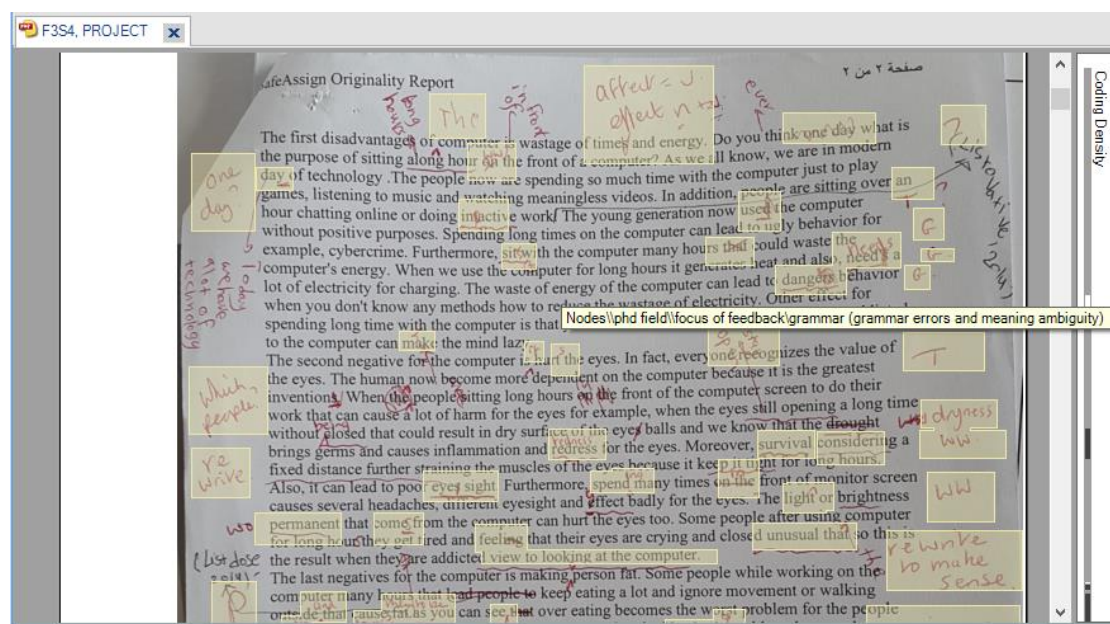 F3S4, PROJECT
Coding Density
afeAssign Originality Report
صفحة ٢ من ٢
The
affect = v.
effect n
in front of
long hours
ever
The first disadvantages of computer is wastage of times and energy. Do you think one day what is
the purpose of sitting along hour on the front of a computer? As we all know, we are in modern
day of technology .The people now are spending so much time with the computer just to play
games, listening to music and watching meaningless videos. In addition, people are sitting over an
hour chatting online or doing inactive work. The young generation now used the computer
without positive purposes. Spending long times on the computer can lead to ugly behavior for
example, cybercrime. Furthermore, sit with the computer many hours that could waste the
computer's energy. When we use the computer for long hours it generates heat and also, need's a
lot of electricity for charging. The waste of energy of the computer can lead to dangers behavior
when you don't know any methods how to reduce the wastage of electricity. Other effect for
spending long time with the computer is that
to the computer can make the mind lazy.
Nodes\\phd field\\focus of feedback\grammar (grammar errors and meaning ambiguity)
The second negative for the computer is hurt the eyes. In fact, everyone recognizes the value of
the eyes. The human now become more dependent on the computer because it is the greatest
inventions. When the people sitting long hours on the front of the computer screen to do their
work that can cause a lot of harm for the eyes for example, when the eyes still opening a long time
without closed that could result in dry surface of the eyes balls and we know that the drought
brings germs and causes inflammation and redress for the eyes. Moreover, survival considering a
fixed distance further straining the muscles of the eyes because it keep it tight for long hours.
Also, it can lead to poor eyes sight. Furthermore, spend many times on the front of monitor screen
causes several headaches, different eyesight and effect badly for the eyes. The light or brightness
permanent that come from the computer can hurt the eyes too. Some people after using computer
for long hour they get tired and feeling that their eyes are crying and closed unusual that so this is
the result when they are addicted view to looking at the computer.
The last negatives for the computer is making person fat. Some people while working on the
computer many hours that lead people to keep eating a lot and ignore movement or walking
outside that cause fat as you can see that over eating becomes the worst problem for the people
one day?
Today we have alot of technology
Which people
re write
wo
T
G
G
G
needs
T
dryness
ww
WW
redness
rewrite to make sense